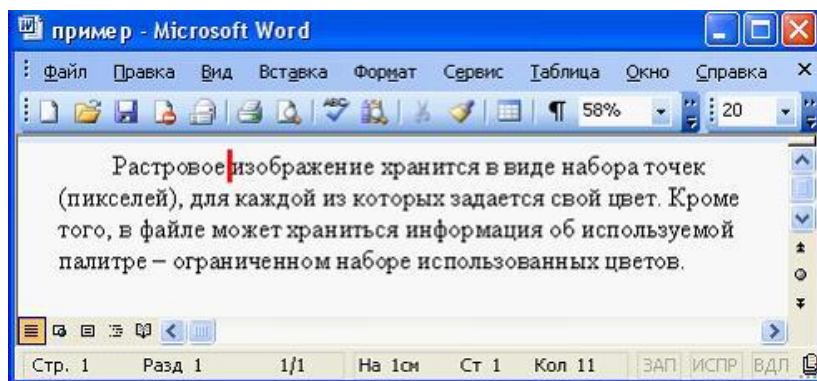 пример - Microsoft Word
Файл Правка Вид Вставка Формат Сервис Таблица Окно Справка
ABC ¶ 58% 20
Растровое изображение хранится в виде набора точек
(пикселей), для каждой из которых задается свой цвет. Кроме
того, в файле может храниться информация об используемой
палитре – ограниченном наборе использованных цветов.
Стр. 1 Разд 1 1/1 На 1см Ст 1 Кол 11 ЗАП ИСПР ВДЛ